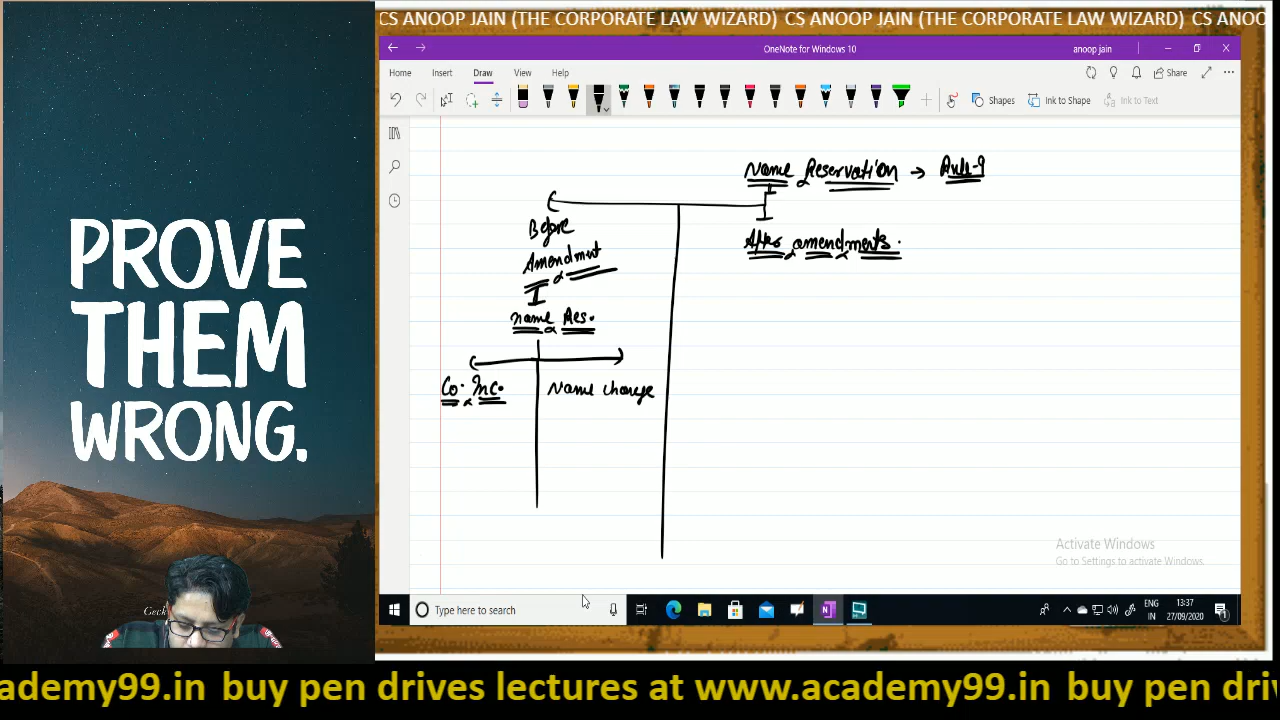 CS ANOOP JAIN (THE CORPORATE LAW WIZARD) CS ANOOP JAIN (THE CORPORATE LAW WIZARD) CS ANOO
OneNote for Windows 10
anoop jain
Home Insert Draw View Help
Share
Shapes Ink to Shape Ink to Text
Name Reservation → Rule-9
Before
Amendment
After amendments.
Name Res.
Co. Inc. Name change
PROVE
THEM
WRONG.
Activate Windows
Go to Settings to activate Windows.
Type here to search
ENG
IN
13:37
27/09/2020
academy99.in buy pen drives lectures at www.academy99.in buy pen driv